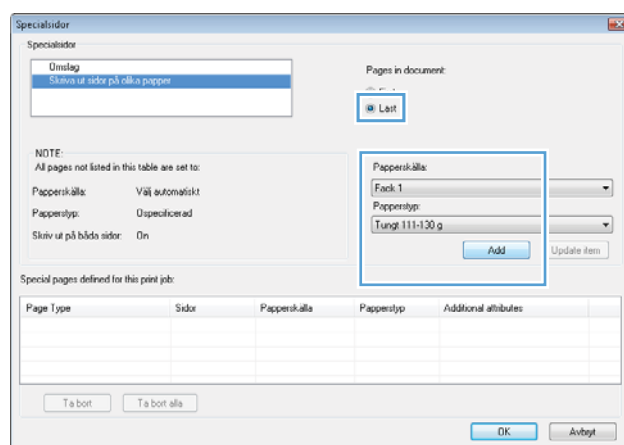 Specialsidor
Specialsidor
Omslag
Skriva ut sidor på olika papper
Pages in document:
Last
NOTE:
All pages not listed in this table are set to:
Papperskälla: Välj automatiskt
Papperstyp: Ospecificerad
Skriv ut på båda sidor: On
Papperskälla:
Fack 1
Papperstyp:
Tungt 111-130 g
Add Update item
Special pages defined for this print job:
Page Type Sidor Papperskälla Papperstyp Additional attributes
Ta bort Ta bort alla
OK Avbryt